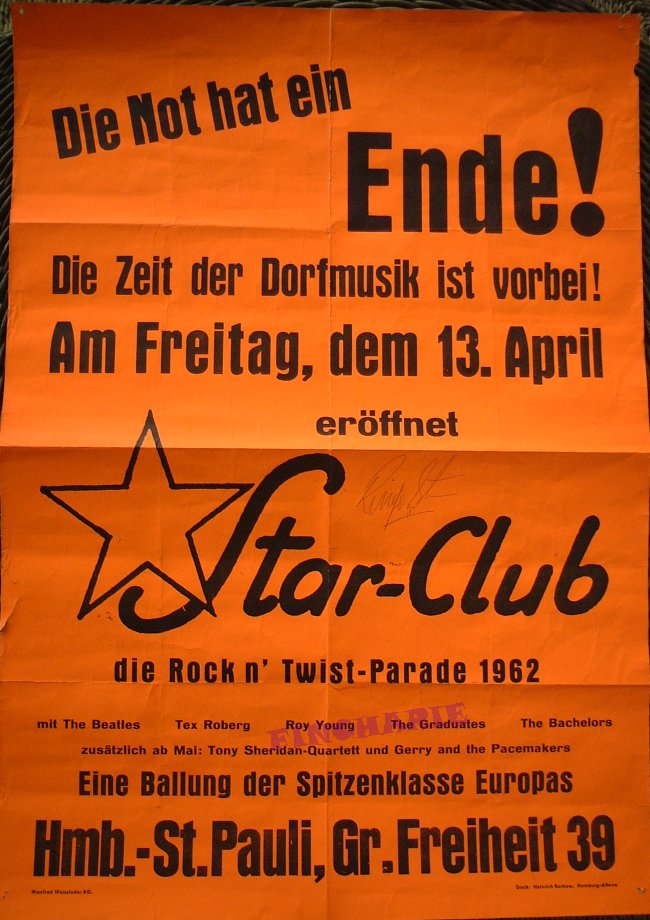 Die Not hat ein
Ende!
Die Zeit der Dorfmusik ist vorbei!
Am Freitag, dem 13. April
eröffnet
Star-Club
die Rock n' Twist-Parade 1962
mit The Beatles Tex Roberg Roy Young The Graduates The Bachelors
FINCHARIE
zusätzlich ab Mai: Tony Sheridan-Quartett und Gerry and the Pacemakers
Eine Ballung der Spitzenklasse Europas
Hmb.-St.Pauli, Gr.Freiheit 39
Manfred Weissleder KG. Druck: Heinrich Barkow, Hamburg-Altona